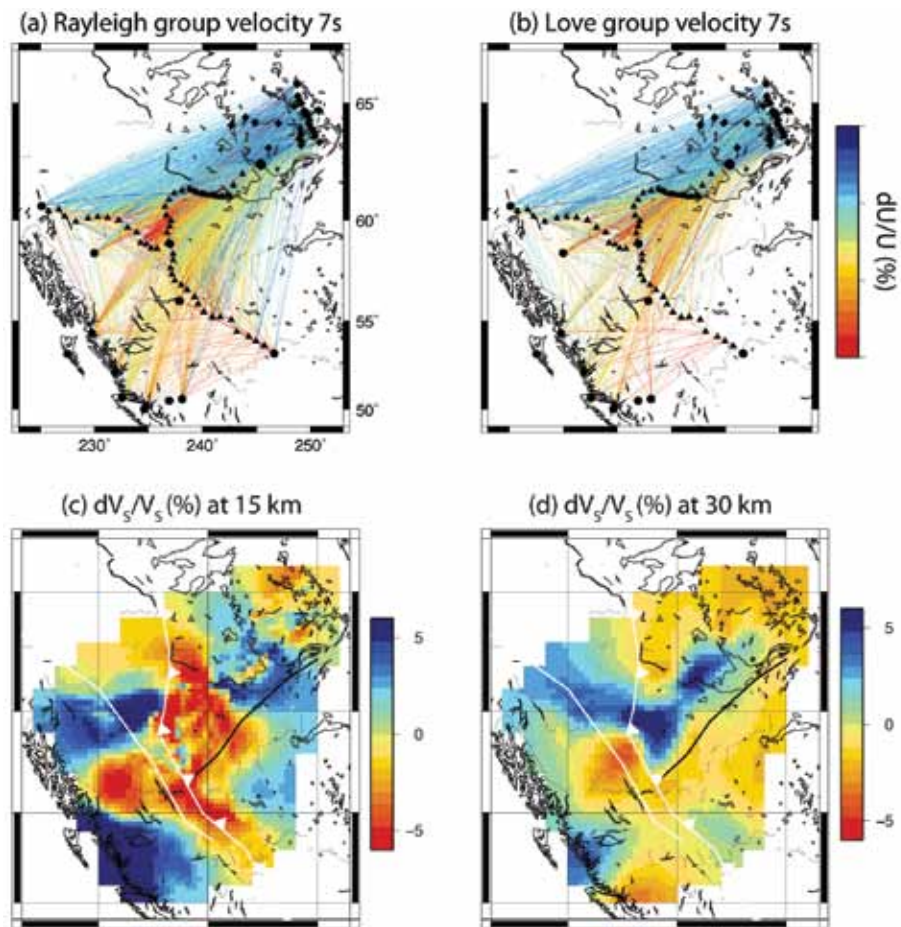 (a) Rayleigh group velocity 7s
(b) Love group velocity 7s
65°
60°
55°
50°
230 240 250
dU/U (%)
(c) dVS/VS (%) at 15 km
(d) dVS/VS (%) at 30 km
5
0
−5
5
0
−5